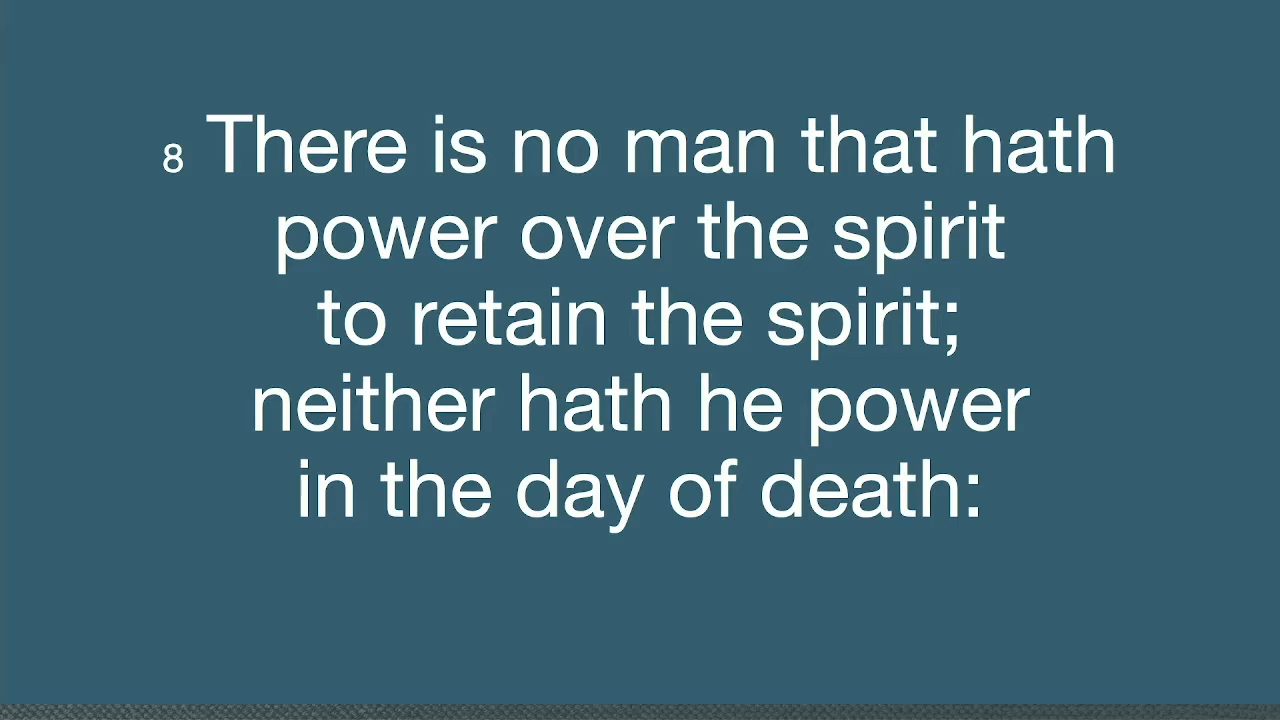 8 There is no man that hath
power over the spirit
to retain the spirit;
neither hath he power
in the day of death: